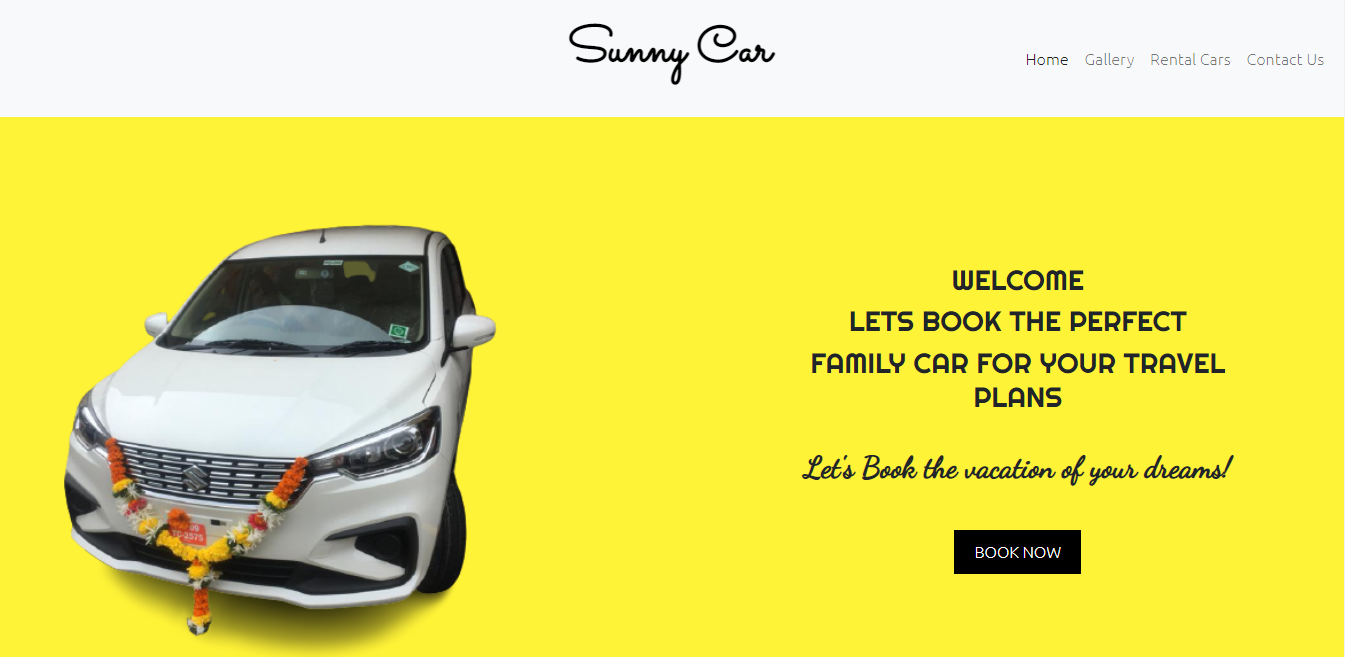 Sunny Car
Home Gallery Rental Cars Contact Us
WELCOME
LETS BOOK THE PERFECT
FAMILY CAR FOR YOUR TRAVEL
PLANS
Let's Book the vacation of your dreams!
BOOK NOW